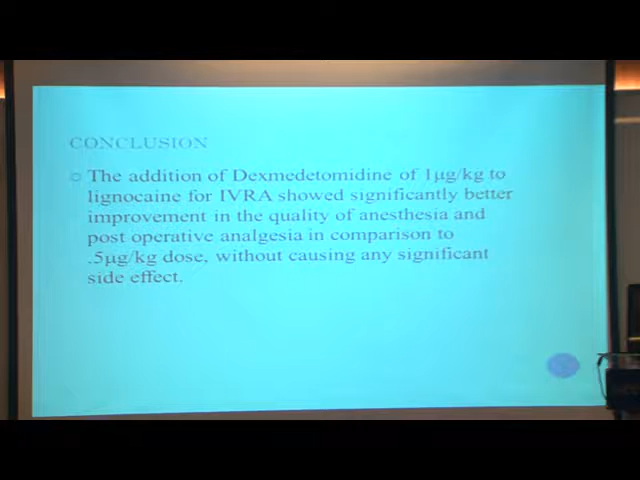 CONCLUSION
The addition of Dexmedetomidine of 1µg/kg to
lignocaine for IVRA showed significantly better
improvement in the quality of anesthesia and
post operative analgesia in comparison to
.5µg/kg dose, without causing any significant
side effect.